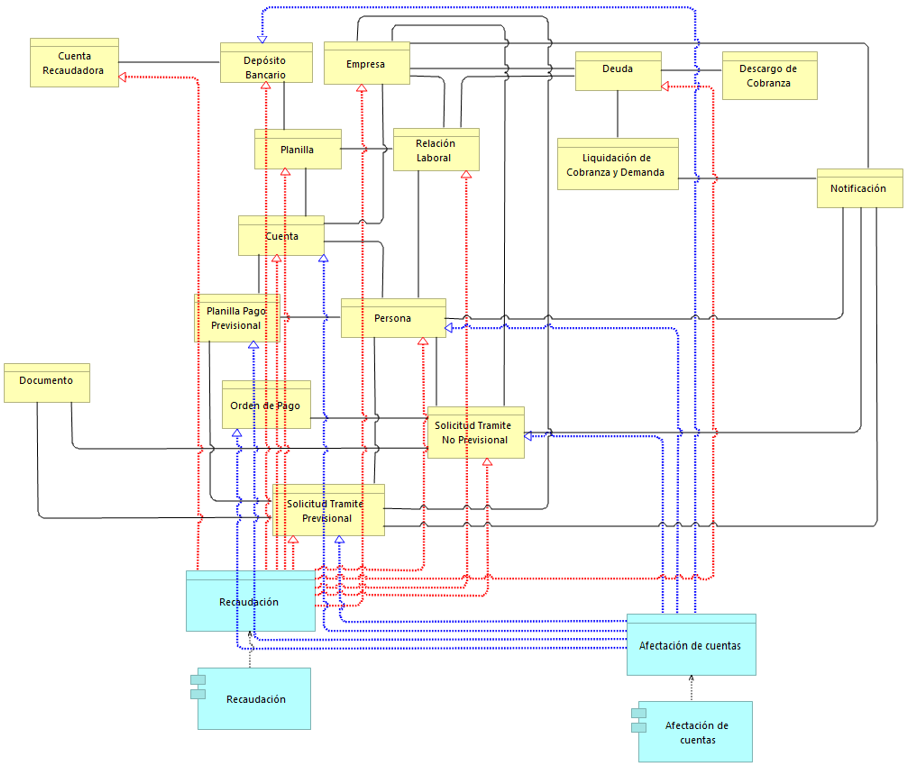 Cuenta
Recaudadora
Depósito
Bancario
Empresa
Deuda
Descargo de
Cobranza
Planilla
Relación
Laboral
Liquidación de
Cobranza y Demanda
Notificación
Cuenta
Planilla Pago
Previsional
Persona
Documento
Orden de Pago
Solicitud Tramite
No Previsional
Solicitud Tramite
Previsional
Recaudación
Afectación de cuentas
Recaudación
Afectación de
cuentas